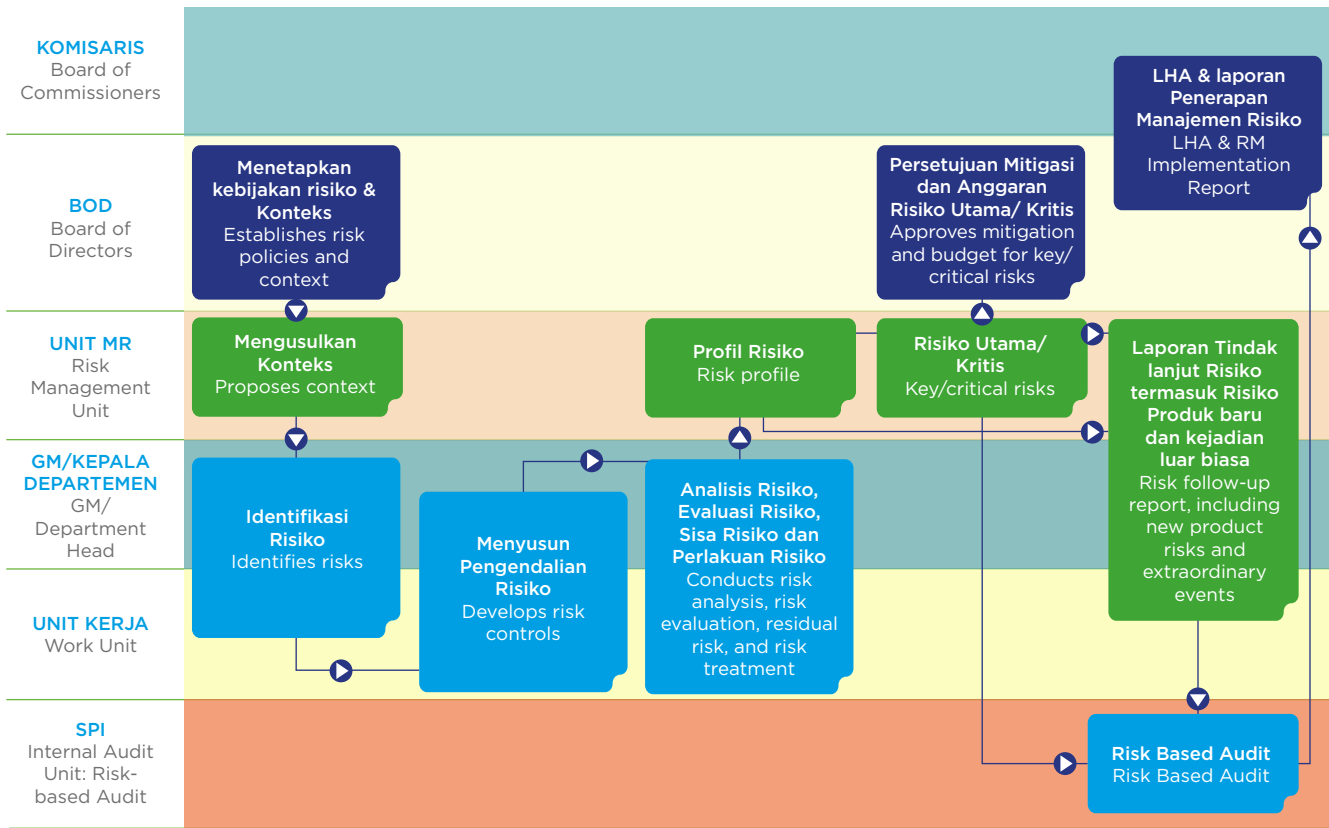 KOMISARIS
Board of
Commissioners
LHA & laporan
Penerapan
Manajemen Risiko
LHA & RM
Implementation
Report
BOD
Board of
Directors
Menetapkan
kebijakan risiko &
Konteks
Establishes risk
policies and
context
Persetujuan Mitigasi
dan Anggaran
Risiko Utama/ Kritis
Approves mitigation
and budget for key/
critical risks
UNIT MR
Risk
Management
Unit
Mengusulkan
Konteks
Proposes context
Profil Risiko
Risk profile
Risiko Utama/
Kritis
Key/critical risks
Laporan Tindak
lanjut Risiko
termasuk Risiko
Produk baru
dan kejadian
luar biasa
Risk follow-up
report, including
new product
risks and
extraordinary
events
GM/KEPALA
DEPARTEMEN
GM/
Department
Head
Identifikasi
Risiko
Identifies risks
Menyusun
Pengendalian
Risiko
Develops risk
controls
Analisis Risiko,
Evaluasi Risiko,
Sisa Risiko dan
Perlakuan Risiko
Conducts risk
analysis, risk
evaluation, residual
risk, and risk
treatment
UNIT KERJA
Work Unit
SPI
Internal Audit
Unit: Risk-
based Audit
Risk Based Audit
Risk Based Audit